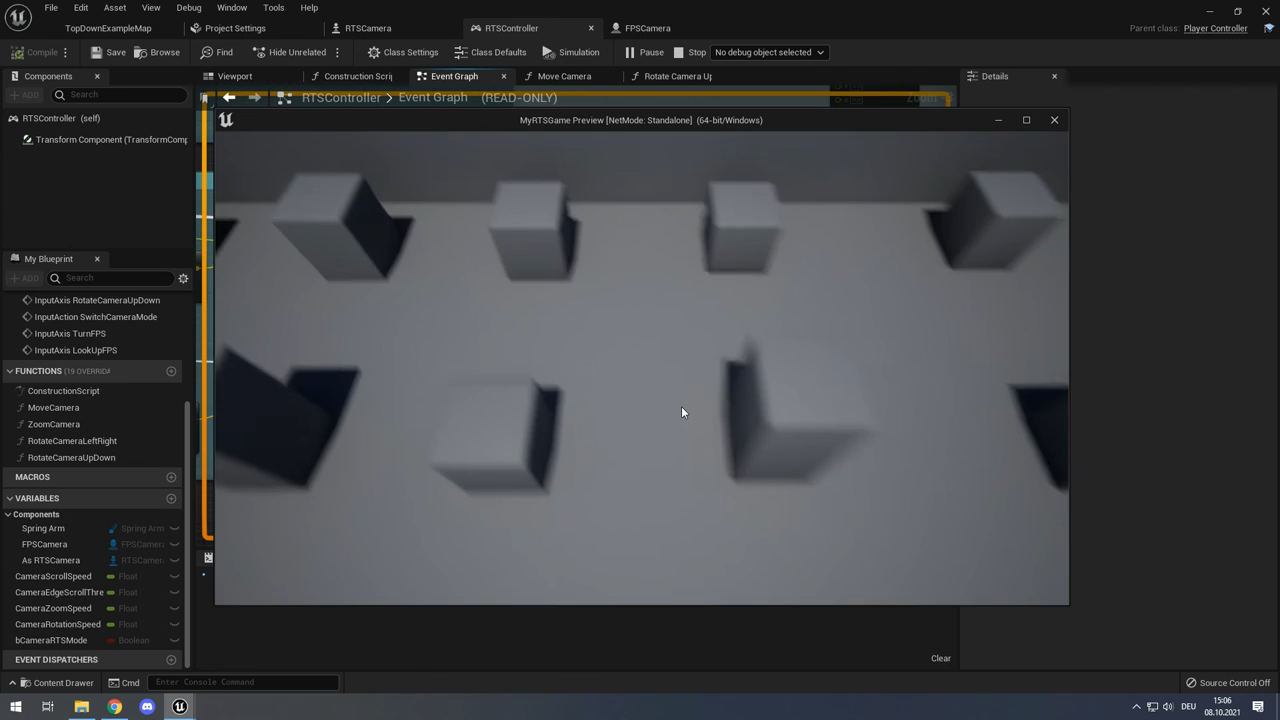 File Edit Asset View Debug Window Tools Help
TopDownExampleMap Project Settings RTSCamera RTSController FPSCamera
Parent class: Player Controller
Compile Save Browse Find Hide Unrelated Class Settings Class Defaults Simulation Pause Stop No debug object selected
Components Viewport Construction Scrip Event Graph Move Camera Rotate Camera Up Details
ADD Search
RTSController > Event Graph (READ-ONLY)
RTSController (self)
MyRTSGame Preview [NetMode: Standalone] (64-bit/Windows)
Transform Component (TransformComp
My Blueprint
ADD Search
InputAxis RotateCameraUpDown
InputAction SwitchCameraMode
InputAxis TurnFPS
InputAxis LookUpFPS
FUNCTIONS (19 OVERRIDA
ConstructionScript
MoveCamera
ZoomCamera
RotateCameraLeftRight
RotateCameraUpDown
MACROS
VARIABLES
Components
Spring Arm Spring Arm
FPSCamera FPSCamera
As RTSCamera RTSCamer
CameraScrollSpeed Float
CameraEdgeScrollThre Float
CameraZoomSpeed Float
CameraRotationSpeed Float
bCameraRTSMode Boolean
EVENT DISPATCHERS
Clear
Content Drawer Cmd Enter Console Command Source Control Off
DEU 15:06
08.10.2021